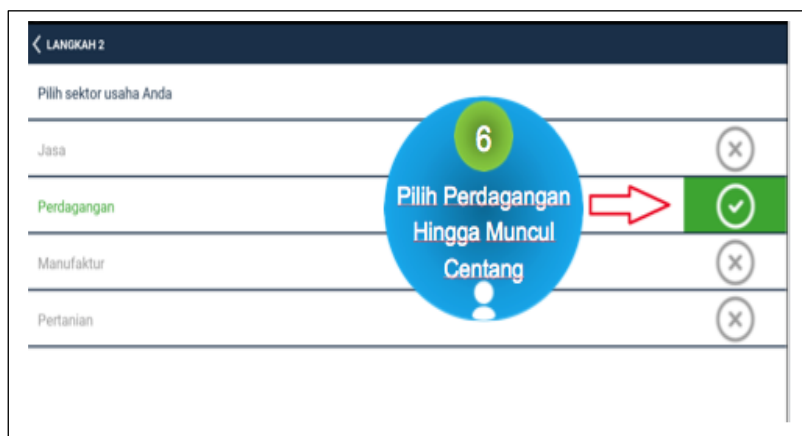 LANGKAH 2
Pilih sektor usaha Anda
Jasa
6
Perdagangan
Pilih Perdagangan
Hingga Muncul
Centang
Manufaktur
Pertanian